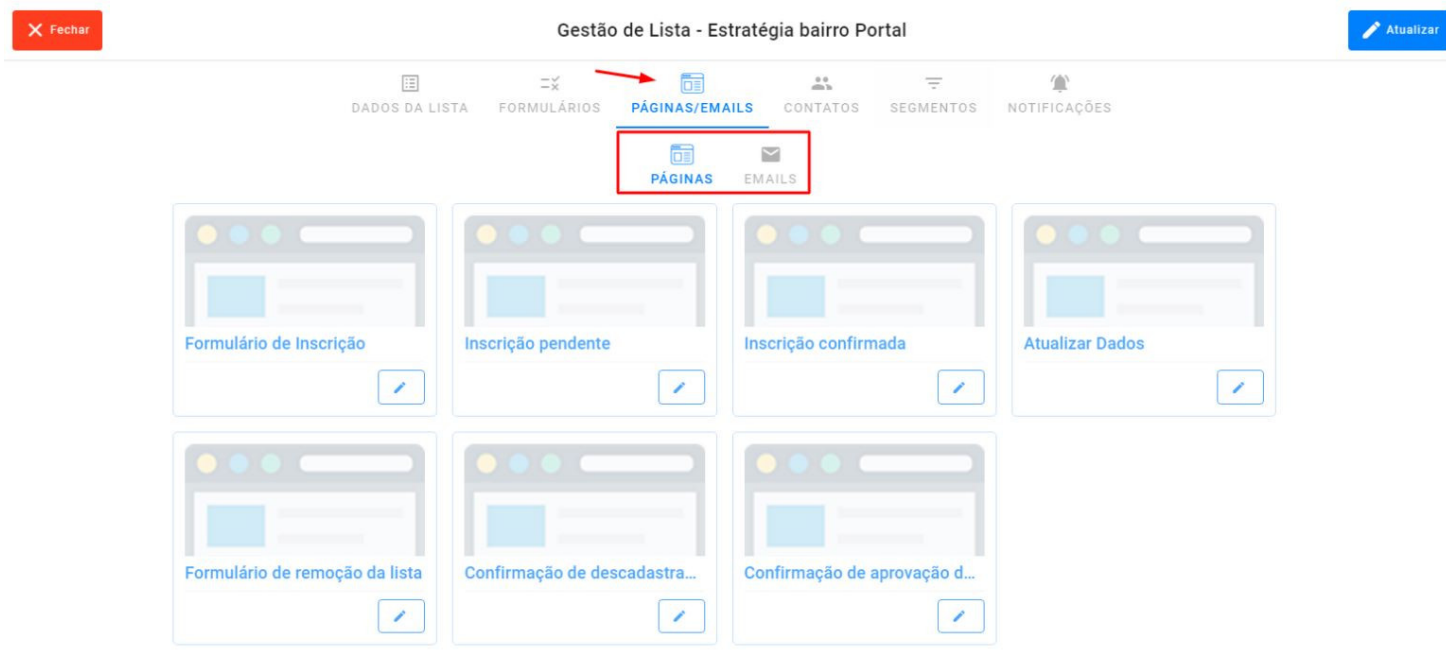 Fechar
Gestão de Lista - Estratégia bairro Portal
Atualizar
DADOS DA LISTA
FORMULÁRIOS
PÁGINAS/EMAILS
CONTATOS
SEGMENTOS
NOTIFICAÇÕES
PÁGINAS
EMAILS
Formulário de Inscrição
Inscrição pendente
Inscrição confirmada
Atualizar Dados
Formulário de remoção da lista
Confirmação de descadastra...
Confirmação de aprovação d...